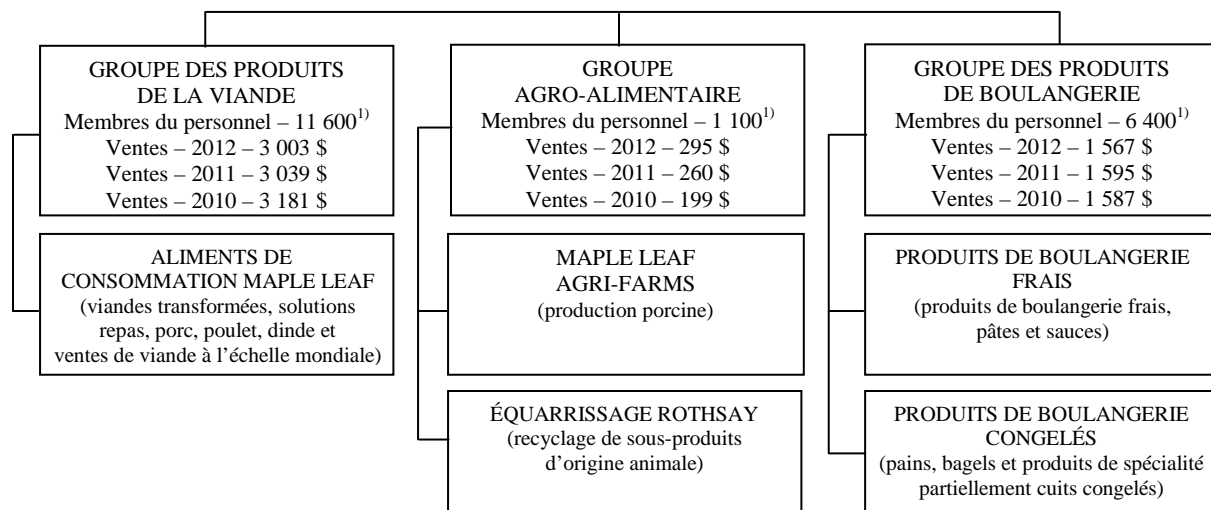 GROUPE DES PRODUITS
DE LA VIANDE
Membres du personnel – 11 600¹⁾
Ventes – 2012 – 3 003 $
Ventes – 2011 – 3 039 $
Ventes – 2010 – 3 181 $
ALIMENTS DE
CONSOMMATION MAPLE LEAF
(viandes transformées, solutions
repas, porc, poulet, dinde et
ventes de viande à l’échelle mondiale)
GROUPE
AGRO-ALIMENTAIRE
Membres du personnel – 1 100¹⁾
Ventes – 2012 – 295 $
Ventes – 2011 – 260 $
Ventes – 2010 – 199 $
MAPLE LEAF
AGRI-FARMS
(production porcine)
ÉQUARRISSAGE ROTHSAY
(recyclage de sous-produits
d’origine animale)
GROUPE DES PRODUITS
DE BOULANGERIE
Membres du personnel – 6 400¹⁾
Ventes – 2012 – 1 567 $
Ventes – 2011 – 1 595 $
Ventes – 2010 – 1 587 $
PRODUITS DE BOULANGERIE
FRAIS
(produits de boulangerie frais,
pâtes et sauces)
PRODUITS DE BOULANGERIE
CONGELÉS
(pains, bagels et produits de spécialité
partiellement cuits congelés)